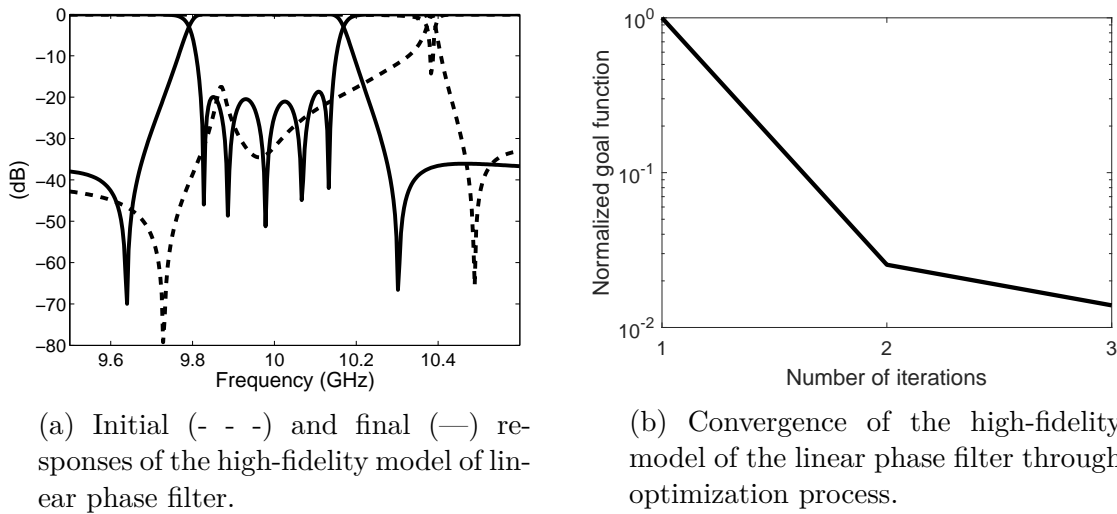 0
−10
−20
−30
−40
−50
−60
−70
−80
(dB)
9.6
9.8
10
10.2
10.4
Frequency (GHz)
(a) Initial (- - -) and final (—) re-
sponses of the high-fidelity model of lin-
ear phase filter.
10^0
10^-1
10^-2
Normalized goal function
1
2
3
Number of iterations
(b) Convergence of the high-fidelity
model of the linear phase filter through
optimization process.